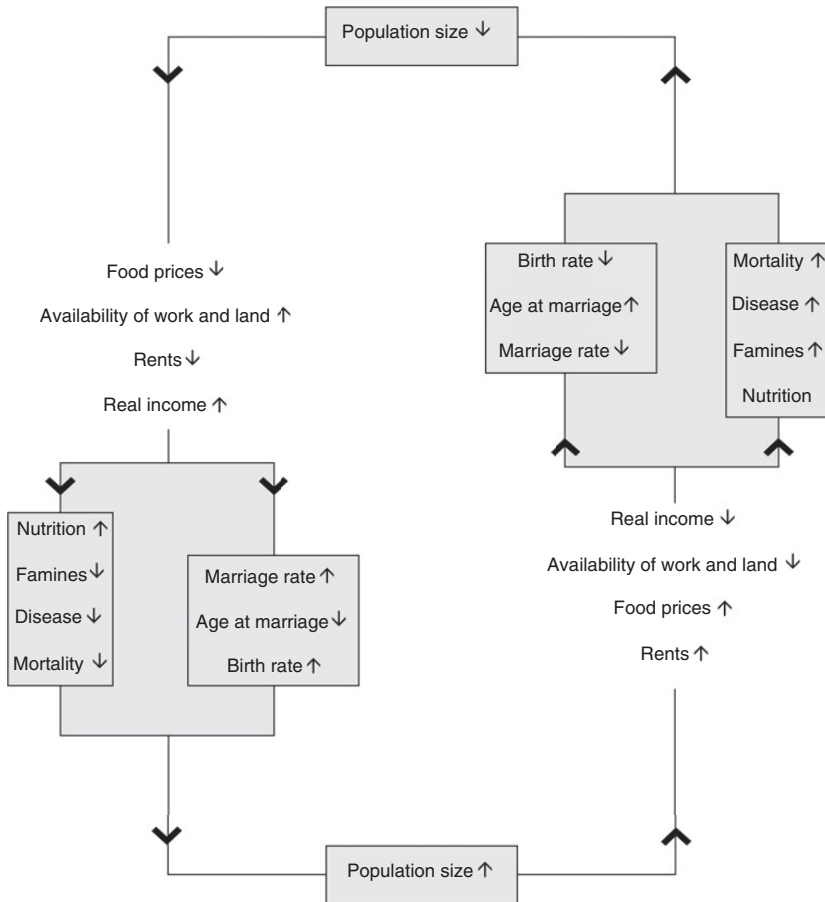 Population size ↓
Food prices ↓
Availability of work and land ↑
Rents ↓
Real income ↑
Nutrition ↑
Famines ↓
Disease ↓
Mortality ↓
Marriage rate ↑
Age at marriage ↓
Birth rate ↑
Population size ↑
Birth rate ↓
Age at marriage ↑
Marriage rate ↓
Mortality ↑
Disease ↑
Famines ↑
Nutrition
Real income ↓
Availability of work and land ↓
Food prices ↑
Rents ↑